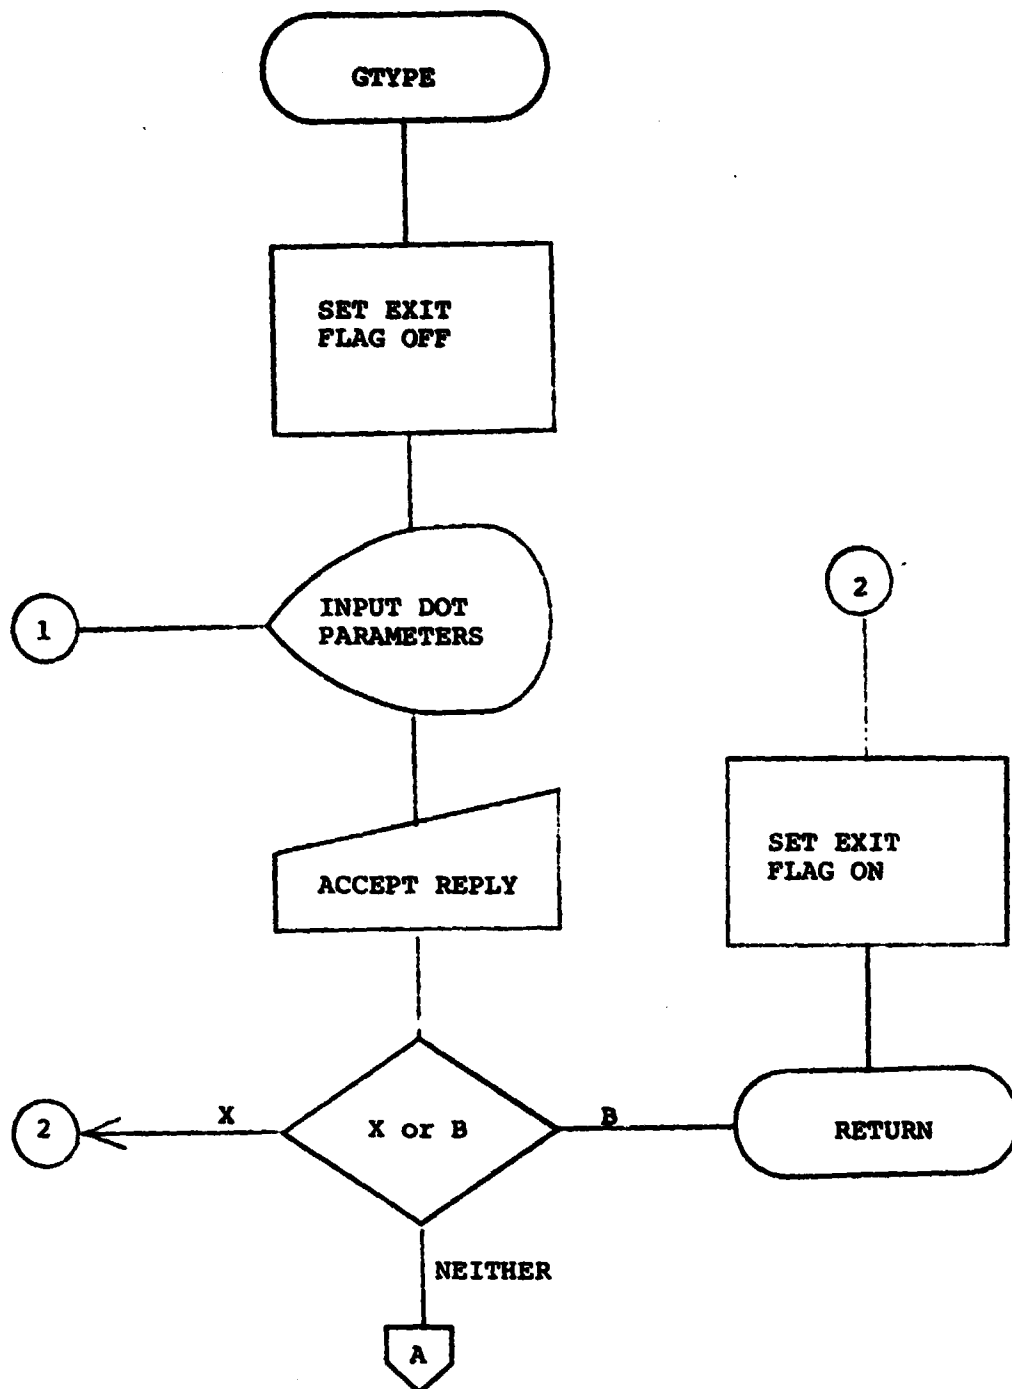 GTYPE
SET EXIT
FLAG OFF
1
INPUT DOT
PARAMETERS
2
ACCEPT REPLY
SET EXIT
FLAG ON
2
X
X or B
B
RETURN
NEITHER
A